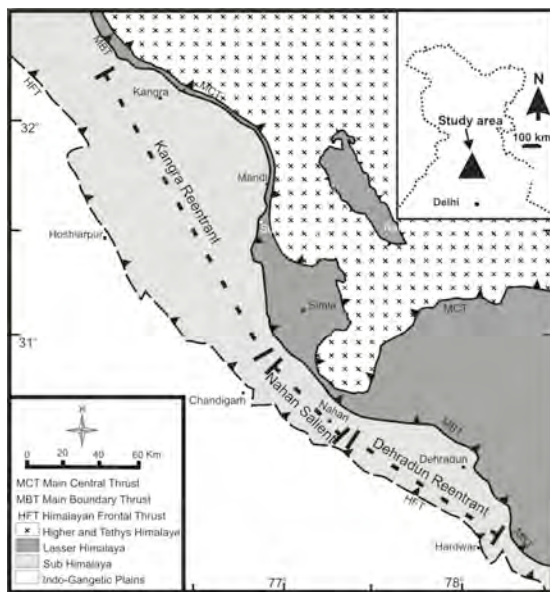 MBT
MCT
HFT
Kangra
32°
Kangra Reentrant
Mandi
Hoshiarpur
N
Study area
100 km
Delhi
Simla
31°
MCT
Chandigarh
Nahan
Nahan Salient
MBT
Dehradun
Dehradun Reentrant
HFT
Hardwar
N
0 20 40 60 Km
MCT Main Central Thrust
MBT Main Boundary Thrust
HFT Himalayan Frontal Thrust
Higher and Tethys Himalaya
Lesser Himalaya
Sub Himalaya
Indo-Gangetic Plains
77°
78°